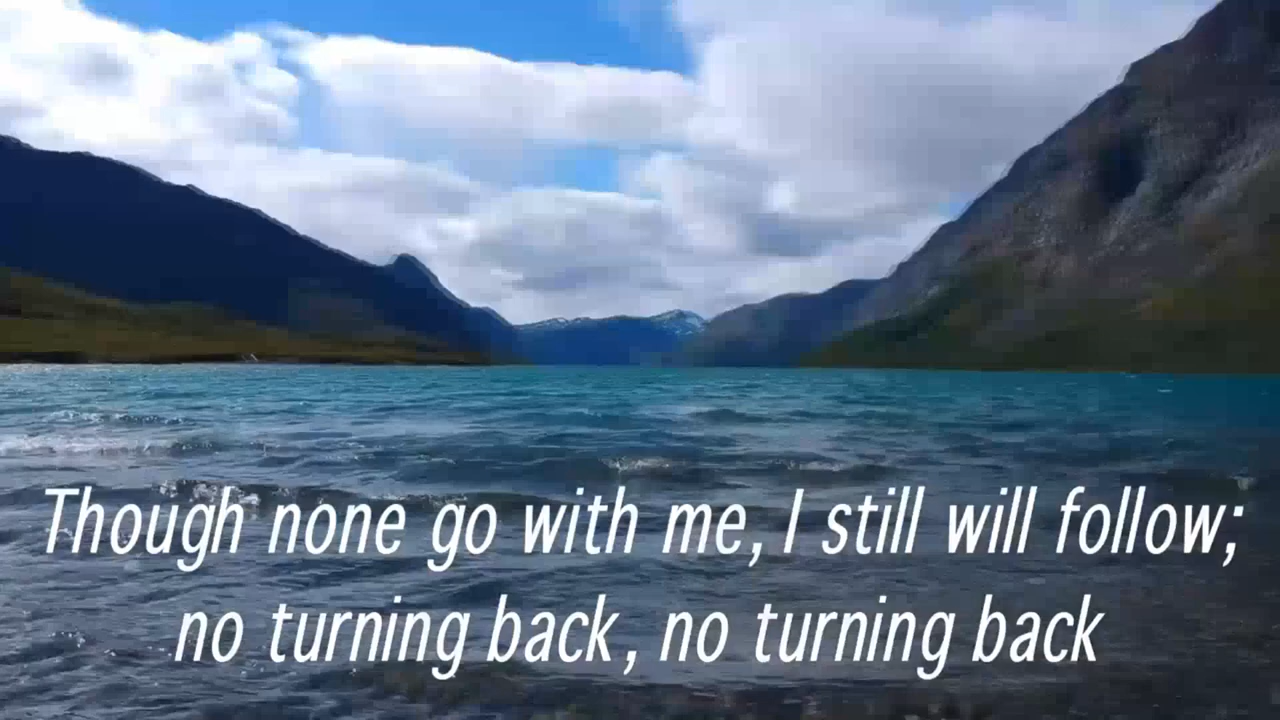 Though none go with me, I still will follow;
no turning back, no turning back